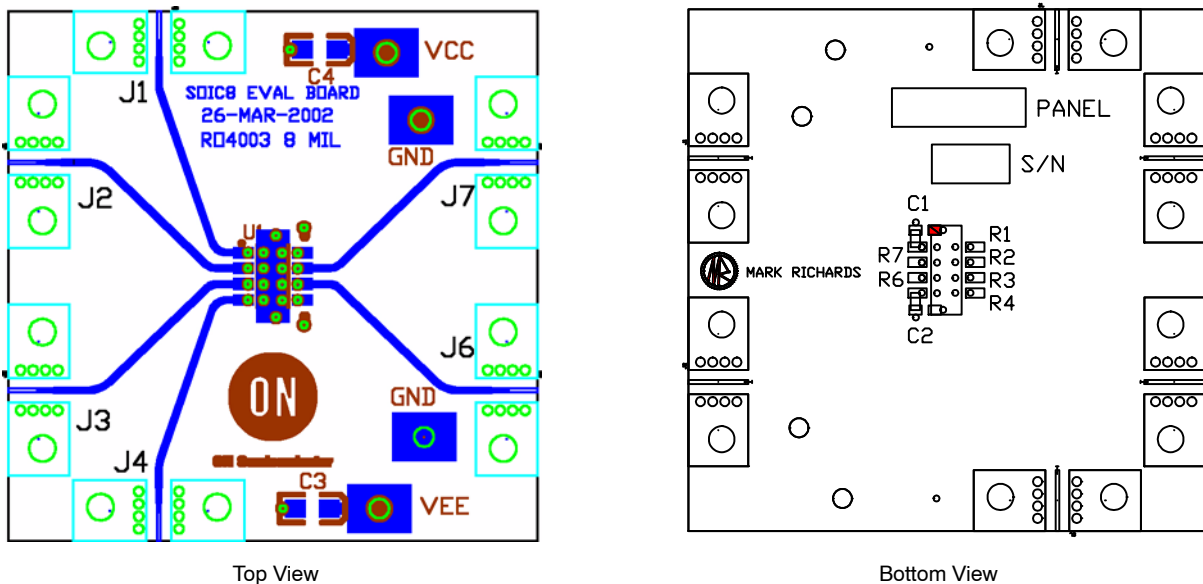 J1
C4
VCC
SOIC8 EVAL BOARD
26-MAR-2002
RO4003 8 MIL
GND
J2
J7
U1
J3
J6
ON
GND
J4
C3
VEE
Top View
PANEL
S/N
C1
R7
R6
R1
R2
R3
R4
C2
MARK RICHARDS
Bottom View